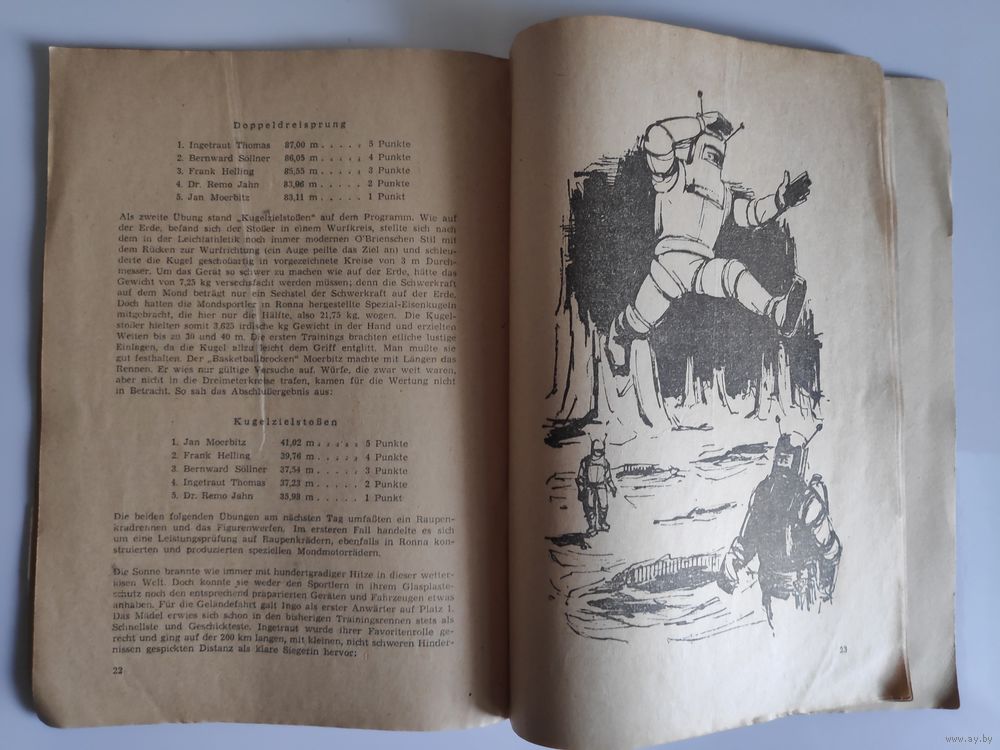 Doppeldreisprung
1. Ingetraut Thomas 87,00 m . . . . . 5 Punkte
2. Bernward Söllner 86,05 m . . . . . 4 Punkte
3. Frank Helling 85,55 m . . . . . 3 Punkte
4. Dr. Remo Jahn 83,96 m . . . . . 2 Punkte
5. Jan Moerbitz 83,11 m . . . . . 1 Punkt
Als zweite Übung stand „Kugelzielstoßen“ auf dem Programm. Wie auf
der Erde, befand sich der Stoßer in einem Wurfkreis, stellte sich nach
dem in der Leichtathletik noch immer modernen O'Brienschen Stil mit
dem Rücken zur Wurfrichtung (ein Auge peilte das Ziel an) und schleu-
derte die Kugel geschoßartig in vorgezeichnete Kreise von 3 m Durch-
messer. Um das Gerät so schwer zu machen wie auf der Erde, hätte das
Gewicht von 7,25 kg versechsfacht werden müssen; denn die Schwerkraft
auf dem Mond beträgt nur ein Sechstel der Schwerkraft auf der Erde.
Doch hatten die Mondsportler in Ronna hergestellte Spezial-Eisenkugeln
mitgebracht, die hier nur die Hälfte, also 21,75 kg, wogen. Die Kugel-
stoßer hielten somit 3,625 irdische kg Gewicht in der Hand und erzielten
Weiten bis zu 30 und 40 m. Die ersten Trainings brachten etliche lustige
Einlagen, da die Kugel allzu leicht dem Griff entglitt. Man mußte sie
gut festhalten. Der „Basketballbrocken“ Moerbitz machte mit Längen das
Rennen. Er wies nur gültige Versuche auf. Würfe, die zwar weit waren,
aber nicht in die Dreimeterkreise trafen, kamen für die Wertung nicht
in Betracht. So sah das Abschlußergebnis aus:
Kugelzielstoßen
1. Jan Moerbitz 41,02 m . . . . . 5 Punkte
2. Frank Helling 39,76 m . . . . . 4 Punkte
3. Bernward Söllner 37,54 m . . . . . 3 Punkte
4. Ingetraut Thomas 37,23 m . . . . . 2 Punkte
5. Dr. Remo Jahn 35,98 m . . . . . 1 Punkt
Die beiden folgenden Übungen am nächsten Tag umfaßten ein Raupen-
kradrennen und das Figurenwerfen. Im ersteren Fall handelte es sich
um eine Leistungsprüfung auf Raupenkrädern, ebenfalls in Ronna kon-
struierten und produzierten speziellen Mondmotorrädern.
Die Sonne brannte wie immer mit hundertgradiger Hitze in dieser wetter-
losen Welt. Doch konnte sie weder den Sportlern in ihrem Glasplaste-
schutz noch den entsprechend präparierten Geräten und Fahrzeugen etwas
anhaben. Für die Geländefahrt galt Ingo als erster Anwärter auf Platz 1.
Das Mädel erwies sich schon in den bisherigen Trainingsrennen stets als
Schnellste und Geschickteste. Ingetraut wurde ihrer Favoritenrolle ge-
recht und ging auf der 200 km langen, mit kleinen, nicht schweren Hinder-
nissen gespickten Distanz als klare Siegerin hervor:
22
23
www.ay.by